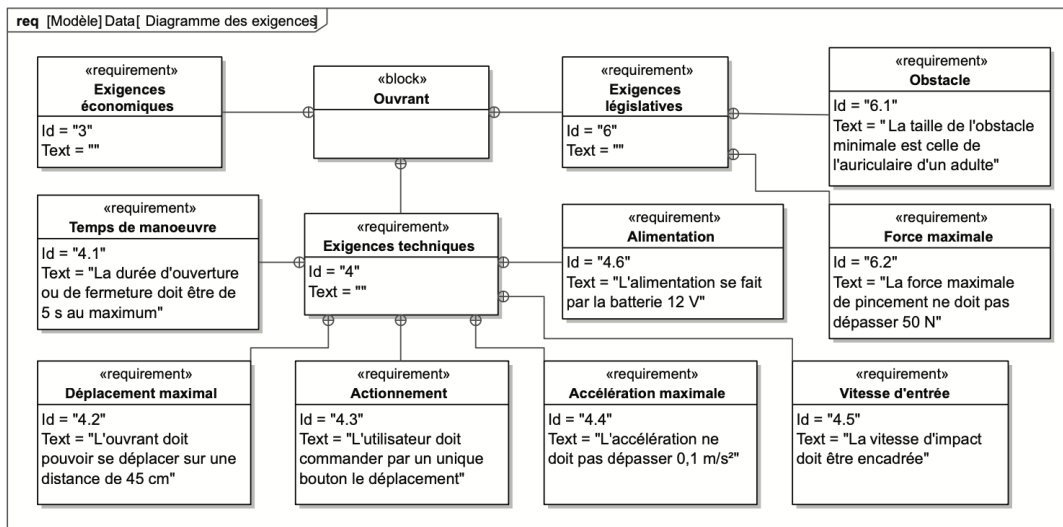 req [Modèle] Data[ Diagramme des exigences]
«requirement»
Exigences
économiques
Id = "3"
Text = ""
«block»
Ouvrant
«requirement»
Exigences
législatives
Id = "6"
Text = ""
«requirement»
Obstacle
Id = "6.1"
Text = " La taille de l'obstacle
minimale est celle de
l'auriculaire d'un adulte"
«requirement»
Temps de manoeuvre
Id = "4.1"
Text = "La durée d'ouverture
ou de fermeture doit être de
5 s au maximum"
«requirement»
Exigences techniques
Id = "4"
Text = ""
«requirement»
Alimentation
Id = "4.6"
Text = "L'alimentation se fait
par la batterie 12 V"
«requirement»
Force maximale
Id = "6.2"
Text = "La force maximale
de pincement ne doit pas
dépasser 50 N"
«requirement»
Déplacement maximal
Id = "4.2"
Text = "L'ouvrant doit
pouvoir se déplacer sur une
distance de 45 cm"
«requirement»
Actionnement
Id = "4.3"
Text = "L'utilisateur doit
commander par un unique
bouton le déplacement"
«requirement»
Accélération maximale
Id = "4.4"
Text = "L'accélération ne
doit pas dépasser 0,1 m/s²"
«requirement»
Vitesse d'entrée
Id = "4.5"
Text = "La vitesse d'impact
doit être encadrée"